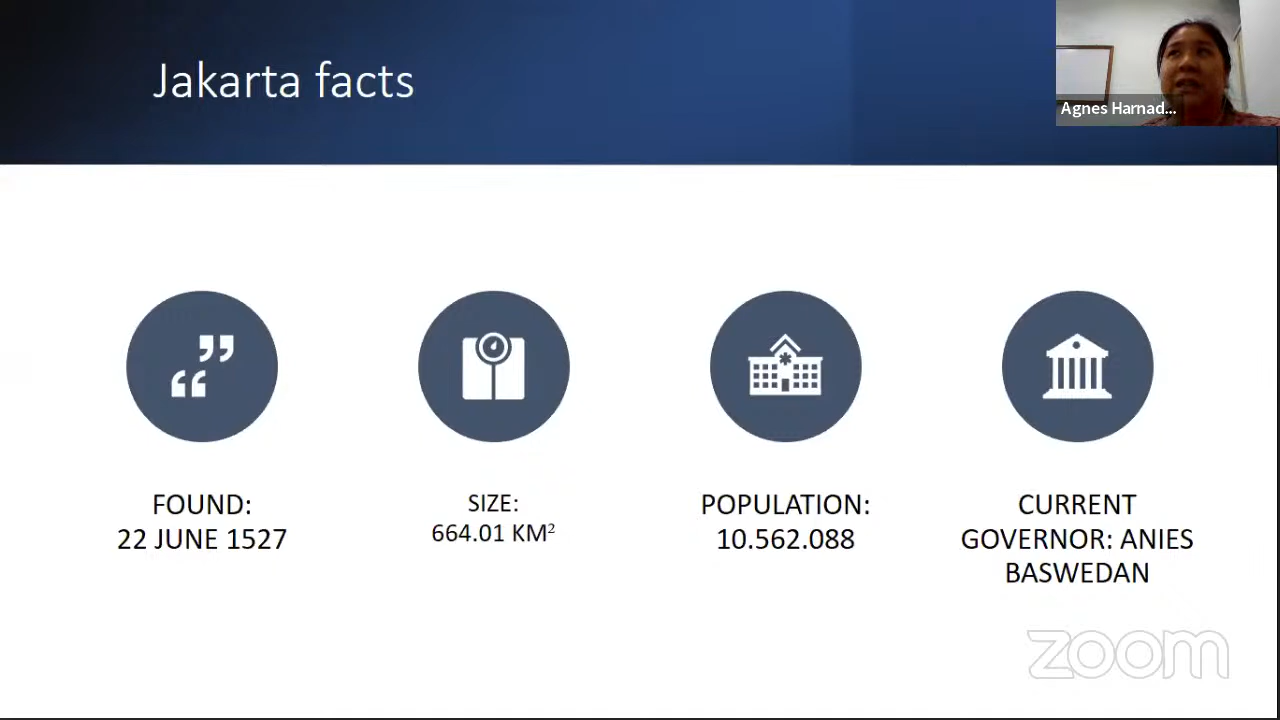 Jakarta facts
Agnes Harnad...
FOUND:
22 JUNE 1527
SIZE:
664.01 KM²
POPULATION:
10.562.088
CURRENT
GOVERNOR: ANIES
BASWEDAN
zoom